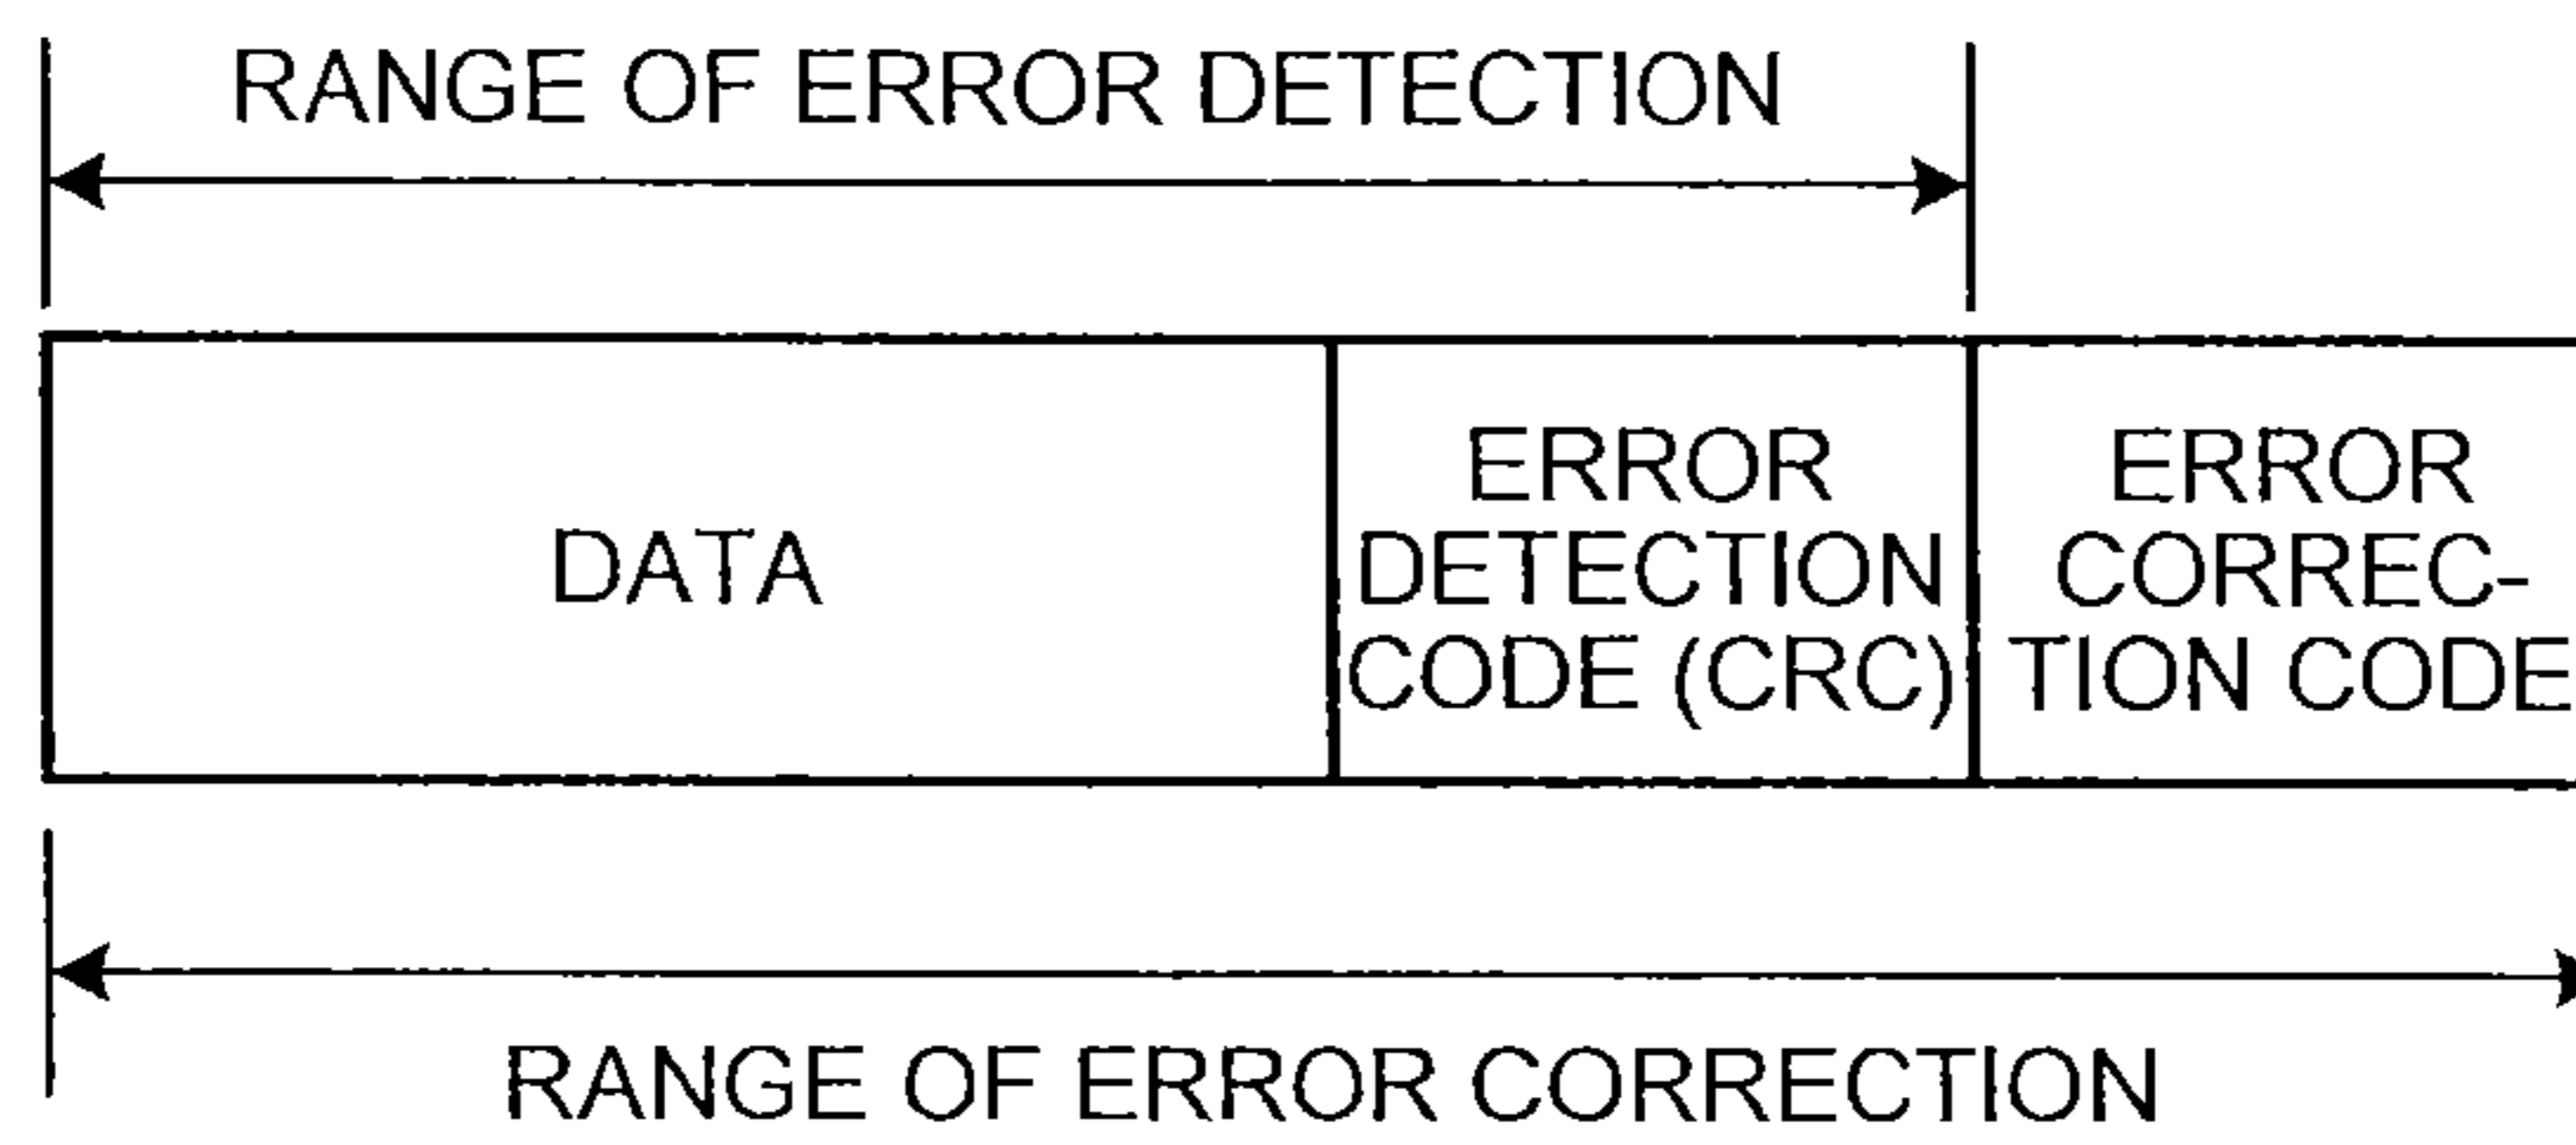 RANGE OF ERROR DETECTION
DATA
ERROR
DETECTION
CODE (CRC)
ERROR
CORREC-
TION CODE
RANGE OF ERROR CORRECTION